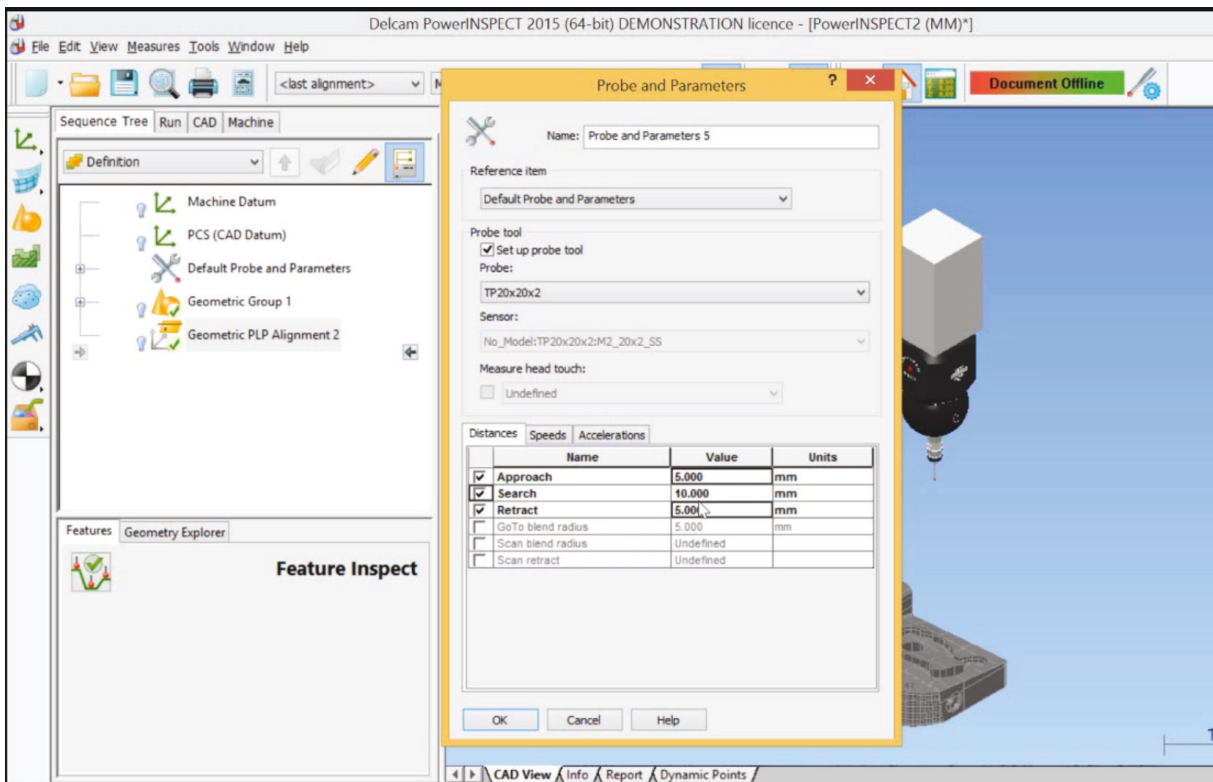 Delcam PowerINSPECT 2015 (64-bit) DEMONSTRATION licence - [PowerINSPECT2 (MM)*]
File Edit View Measures Tools Window Help
<last alignment>
Document Offline
Sequence Tree Run CAD Machine
Definition
Machine Datum
PCS (CAD Datum)
Default Probe and Parameters
Geometric Group 1
Geometric PLP Alignment 2
Features Geometry Explorer
Feature Inspect
Probe and Parameters ?
Name: Probe and Parameters 5
Reference item
Default Probe and Parameters
Probe tool
Set up probe tool
Probe:
TP20x20x2
Sensor:
No_Model:TP20x20x2:M2_20x2_SS
Measure head touch:
Undefined
Distances Speeds Accelerations
Name Value Units
Approach 5.000 mm
Search 10.000 mm
Retract mm
GoTo blend radius 5.000 mm
Scan blend radius Undefined
Scan retract Undefined
OK Cancel Help
CAD View Info Report Dynamic Points